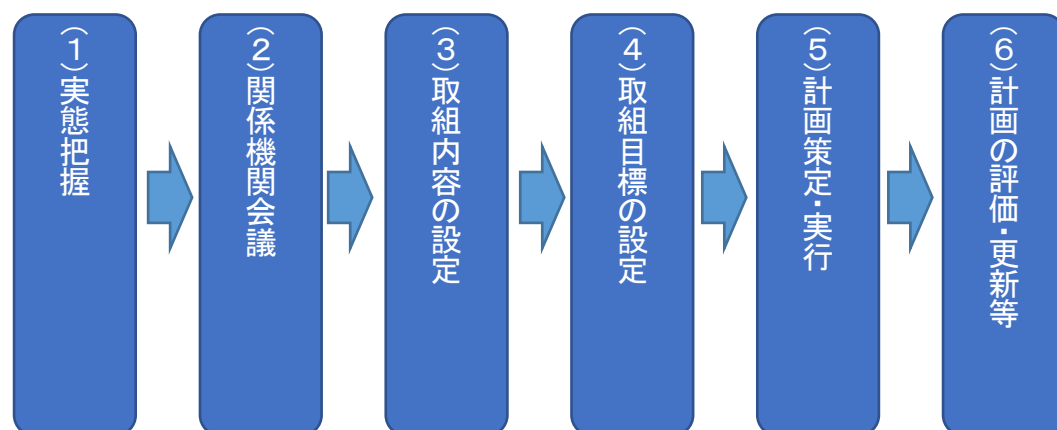 （１）実態把握
（２）関係機関会議
（３）取組内容の設定
（４）取組目標の設定
（５）計画策定・実行
（６）計画の評価・更新等